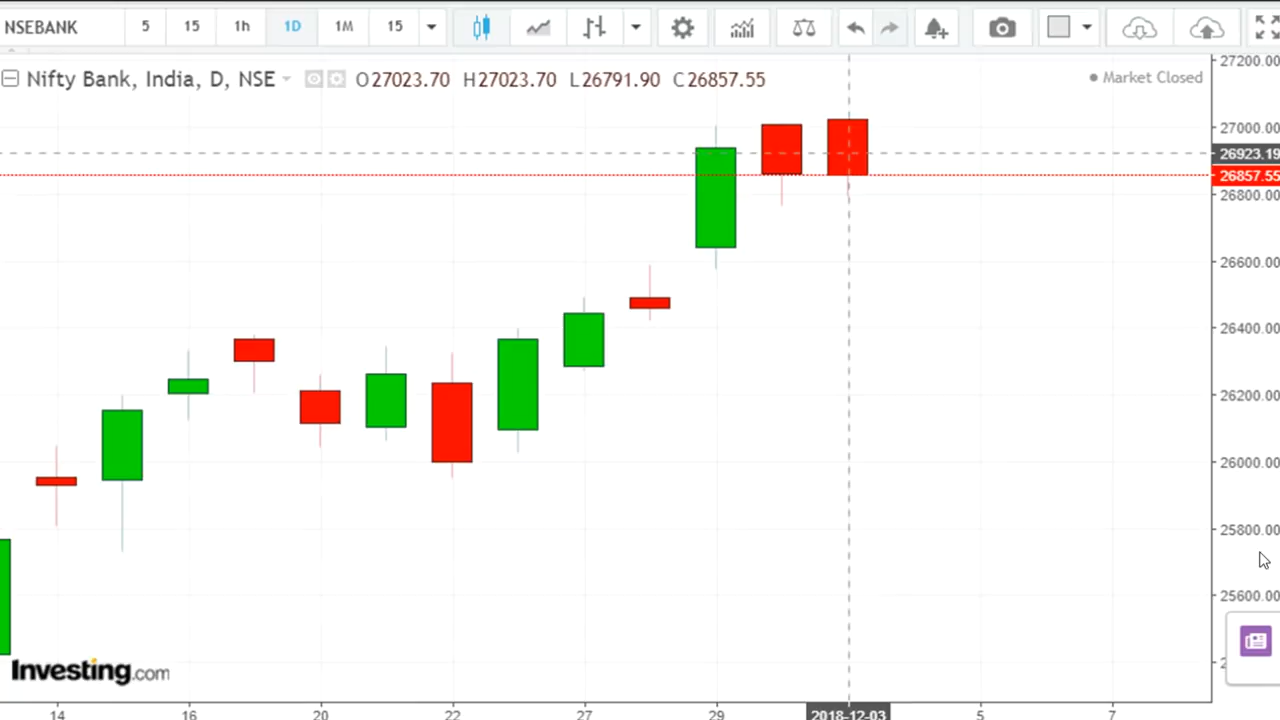 NSEBANK 5 15 1h 1D 1M 15
Nifty Bank, India, D, NSE O27023.70 H27023.70 L26791.90 C26857.55
Market Closed
27200.00
27000.00
26923.19
26857.55
26800.00
26600.00
26400.00
26200.00
26000.00
25800.00
25600.00
Investing.com
14 16 20 22 27 29 2018-12-03 5 7